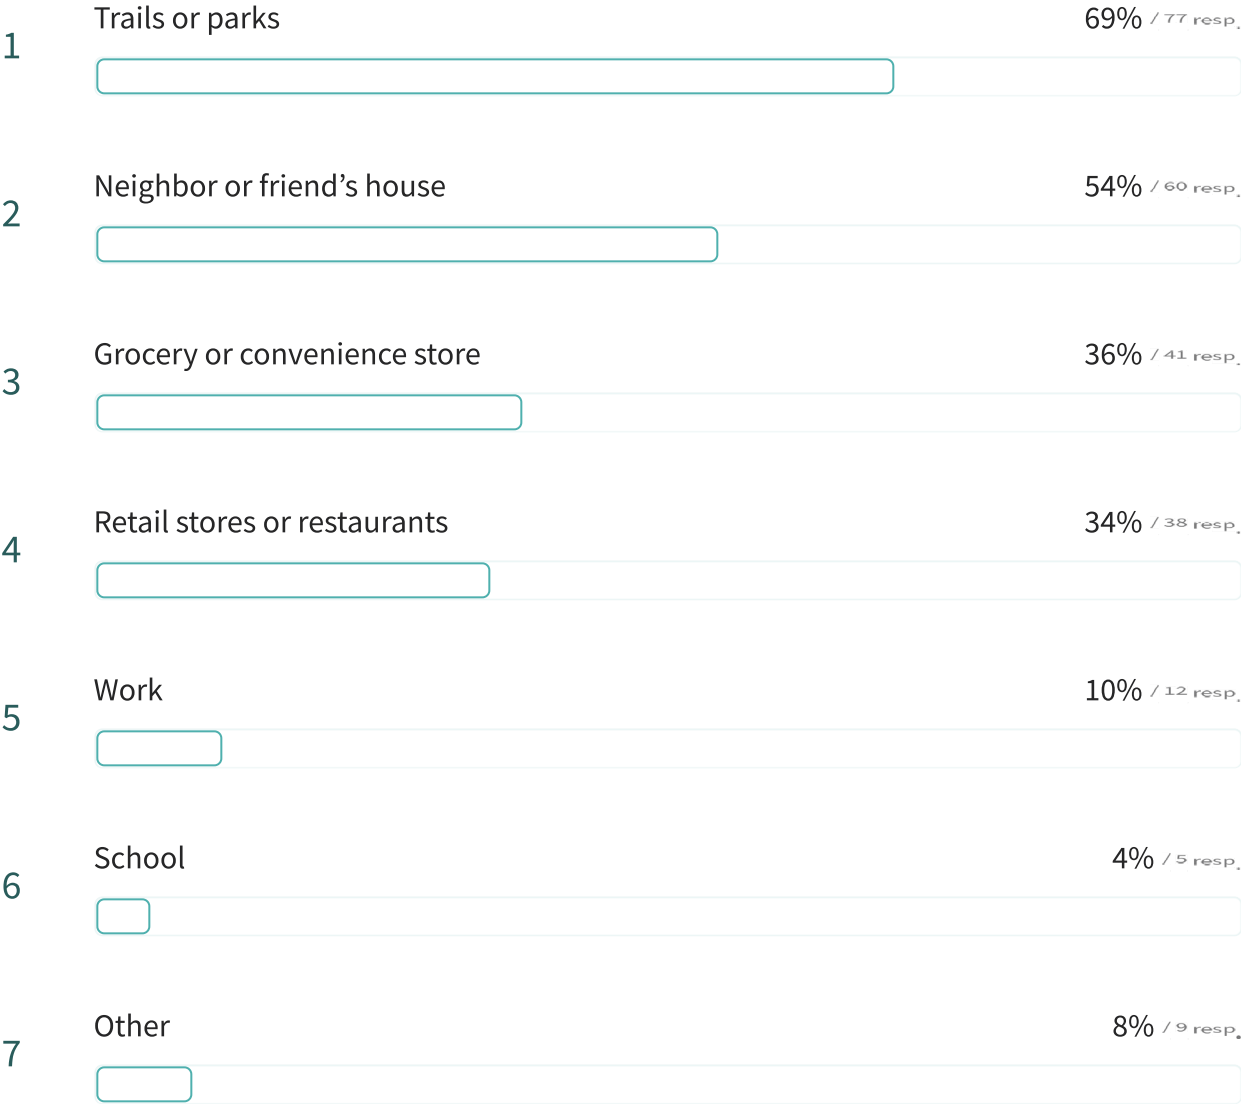 1
Trails or parks
69% / 77 resp.
2
Neighbor or friend’s house
54% / 60 resp.
3
Grocery or convenience store
36% / 41 resp.
4
Retail stores or restaurants
34% / 38 resp.
5
Work
10% / 12 resp.
6
School
4% / 5 resp.
7
Other
8% / 9 resp.